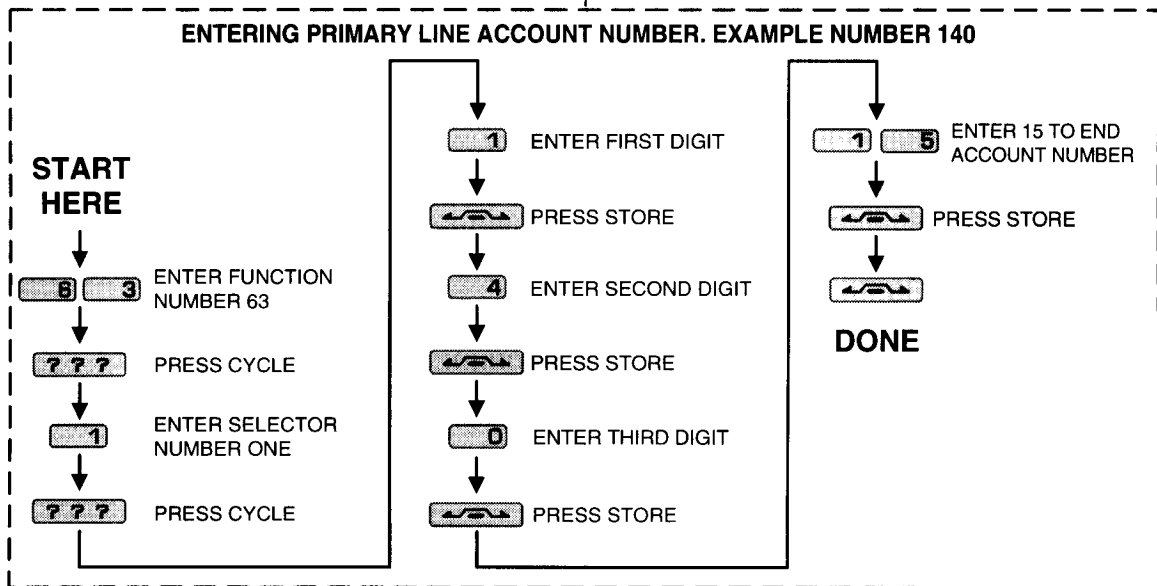 ENTERING PRIMARY LINE ACCOUNT NUMBER. EXAMPLE NUMBER 140
START
HERE
6 3 ENTER FUNCTION
NUMBER 63
? ? ? PRESS CYCLE
1 ENTER SELECTOR
NUMBER ONE
? ? ? PRESS CYCLE
1 ENTER FIRST DIGIT
PRESS STORE
4 ENTER SECOND DIGIT
PRESS STORE
0 ENTER THIRD DIGIT
PRESS STORE
1 5 ENTER 15 TO END
ACCOUNT NUMBER
PRESS STORE
DONE